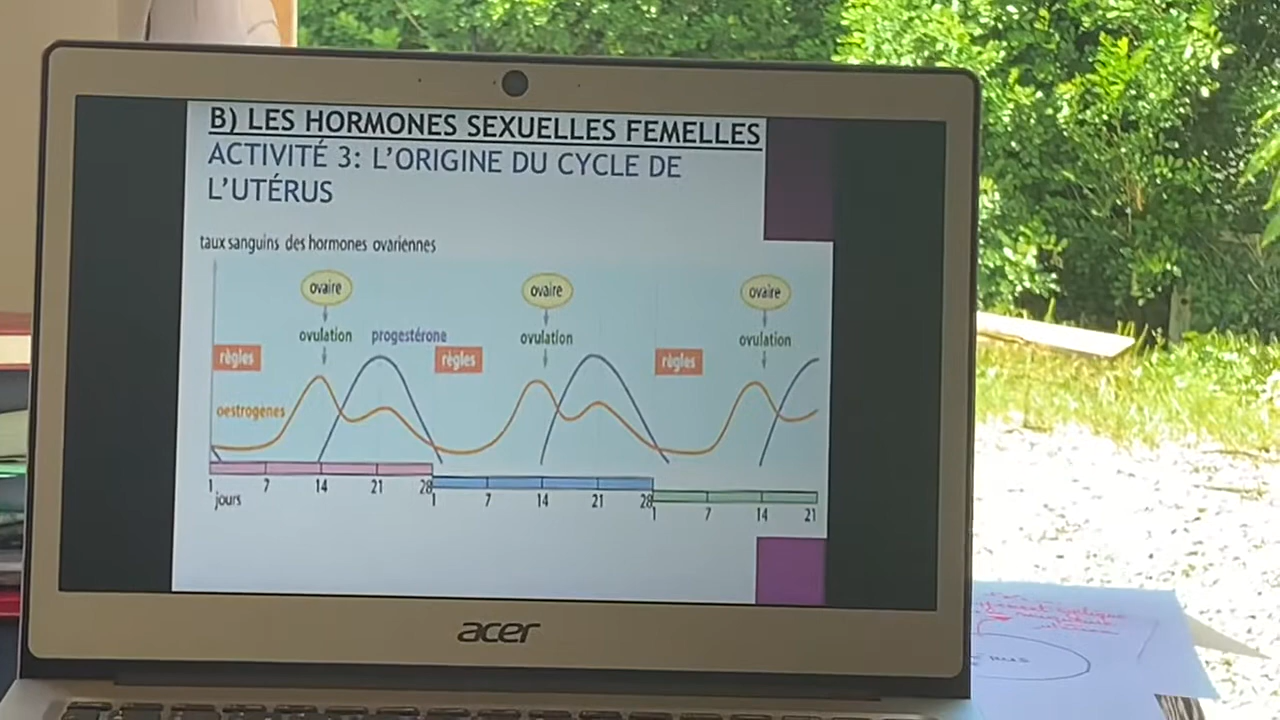 B) LES HORMONES SEXUELLES FEMELLES
ACTIVITÉ 3: L'ORIGINE DU CYCLE DE
L'UTÉRUS
taux sanguins des hormones ovariennes
ovaire ovaire ovaire
ovulation progestérone ovulation ovulation
règles règles règles
oestrogenes
1 7 14 21 28
1 7 14 21 28
1 7 14 21
jours
acer